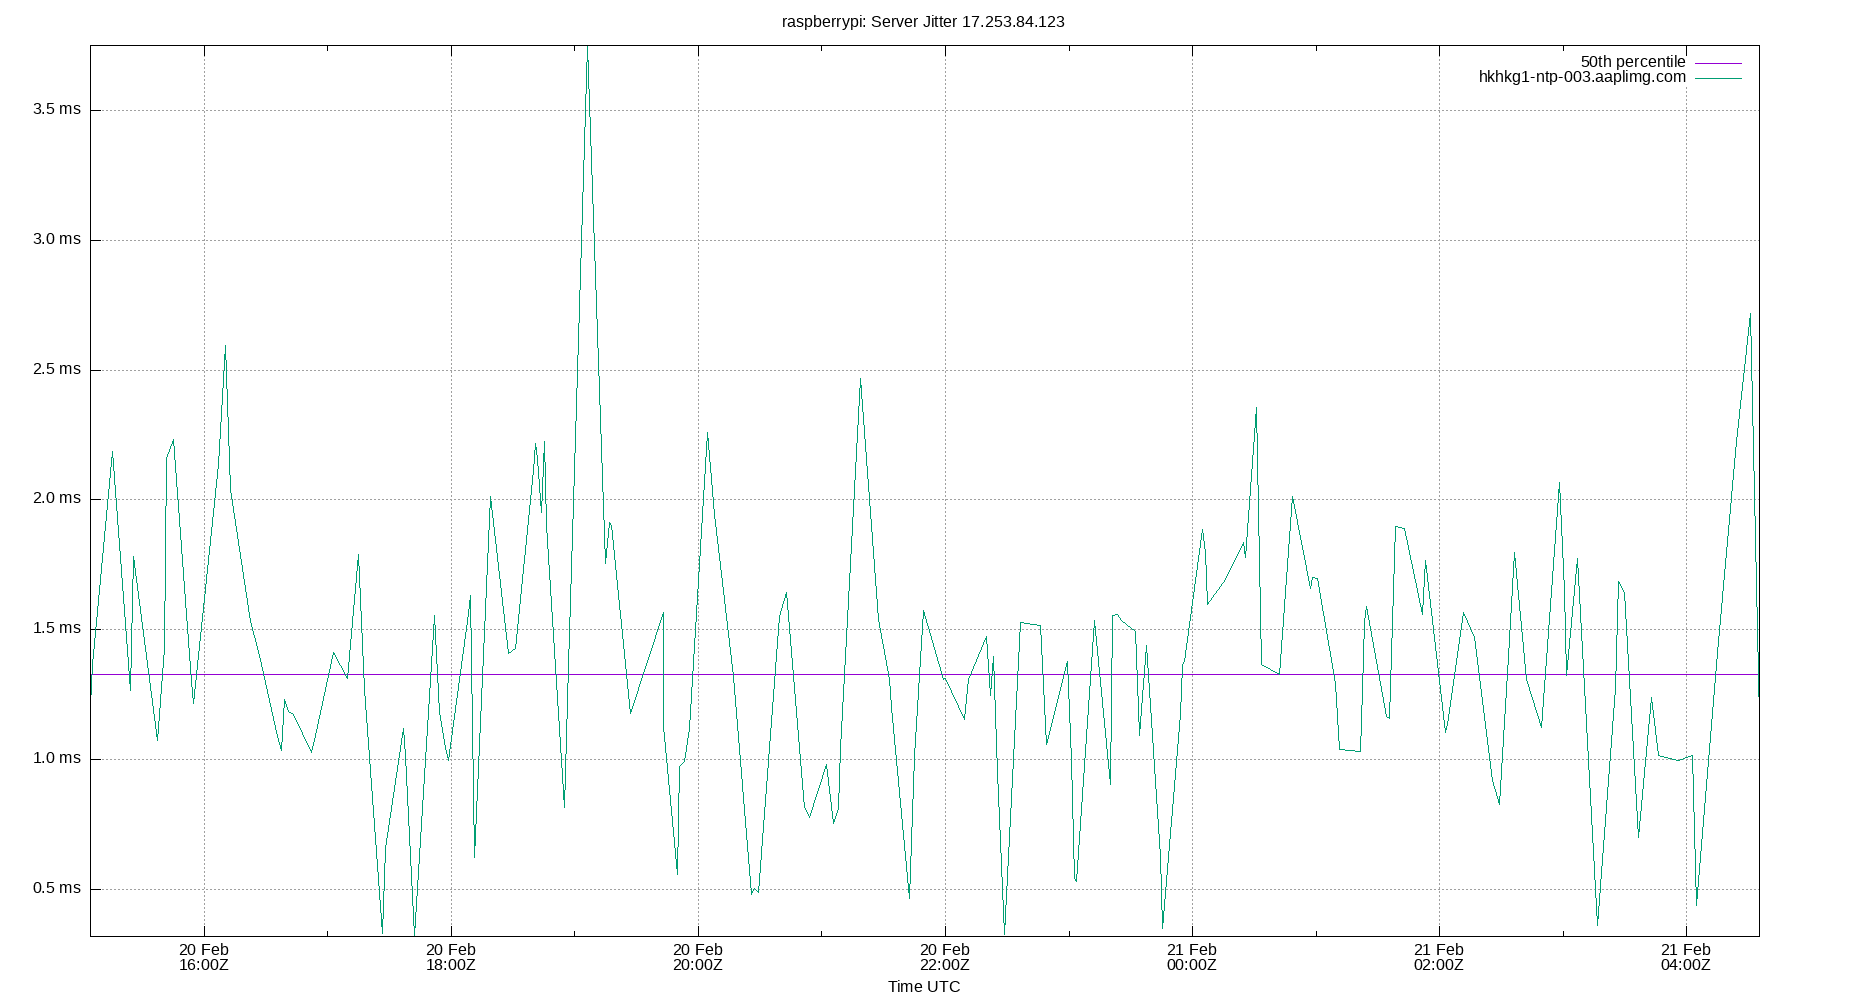 raspberrypi: Server Jitter 17.253.84.123
50th percentile
hkhkg1-ntp-003.aaplimg.com
3.5 ms
3.0 ms
2.5 ms
2.0 ms
1.5 ms
1.0 ms
0.5 ms
20 Feb 20 Feb 20 Feb 20 Feb 21 Feb 21 Feb 21 Feb
16:00Z 18:00Z 20:00Z 22:00Z 00:00Z 02:00Z 04:00Z
Time UTC